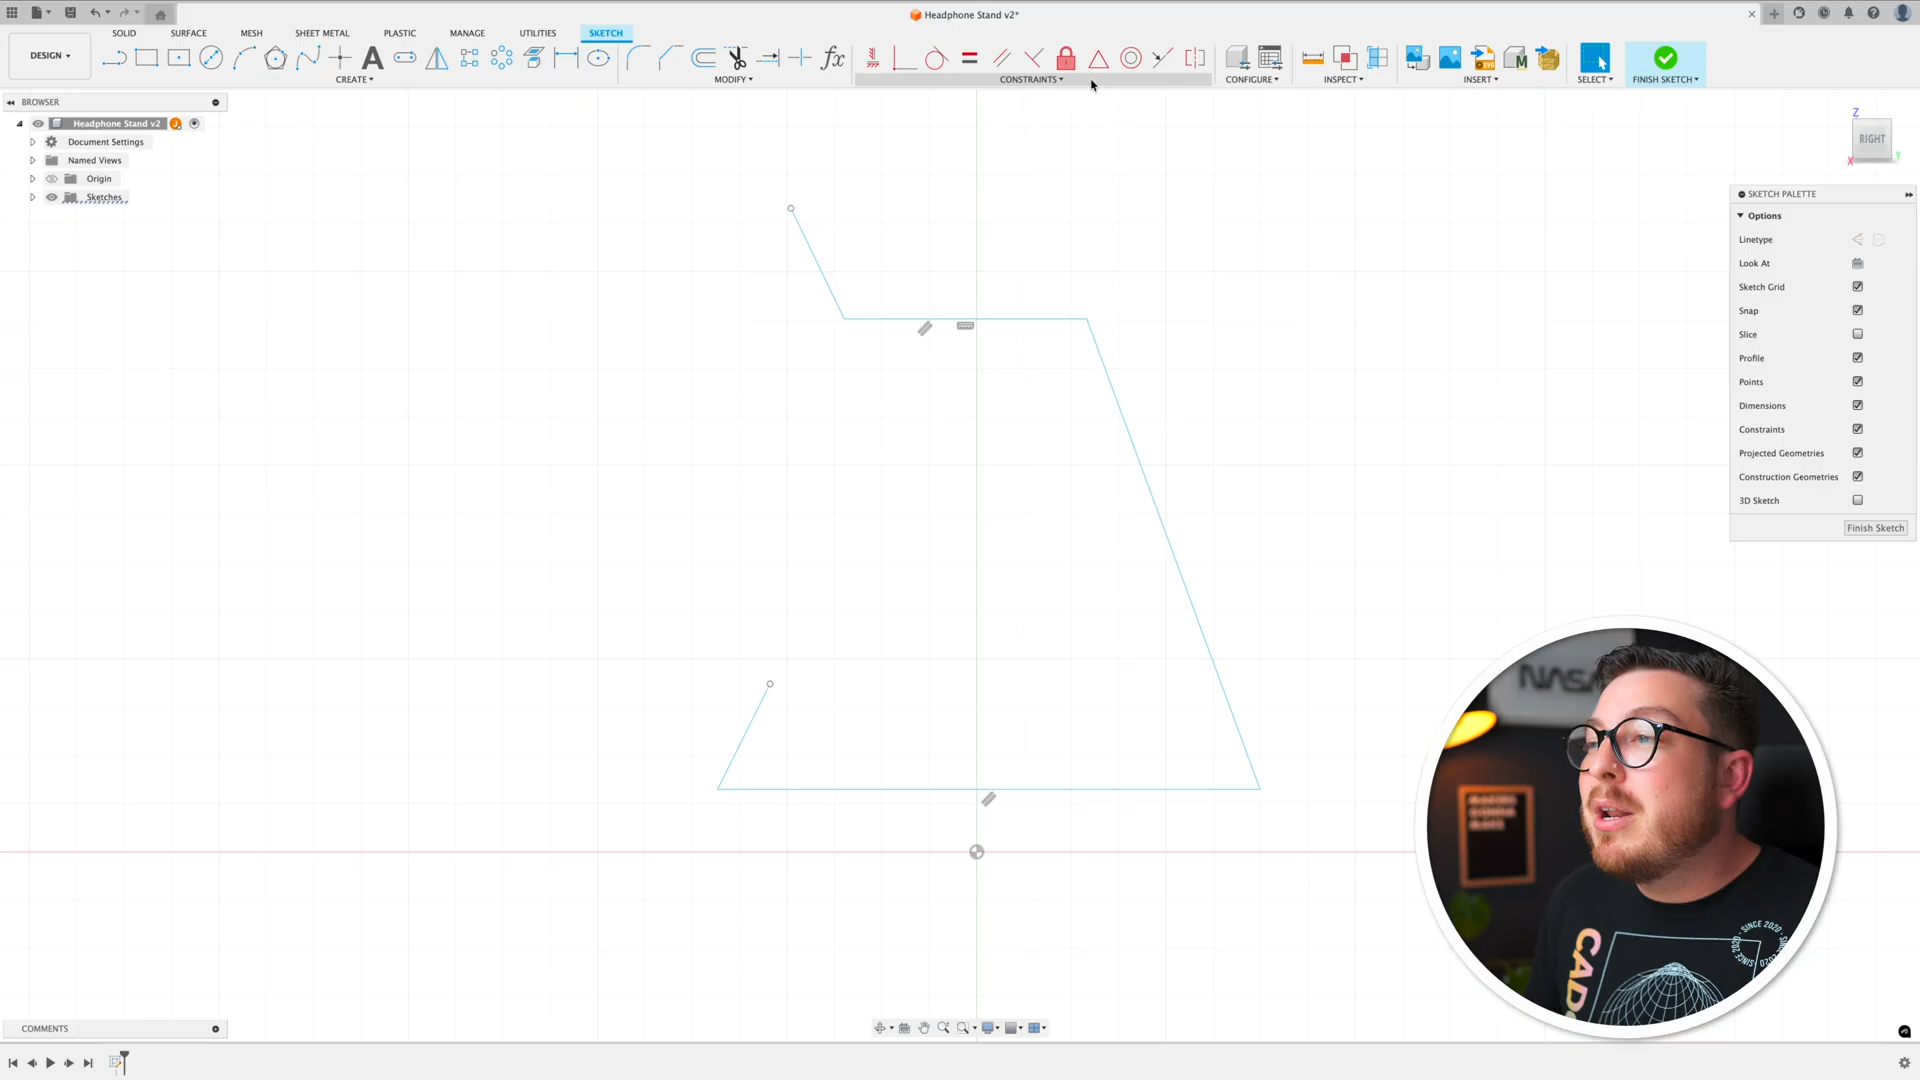 Headphone Stand v2*
SOLID
SURFACE
MESH
SHEET METAL
PLASTIC
MANAGE
UTILITIES
SKETCH
DESIGN
A
fx
M
CREATE
MODIFY
CONSTRAINTS
CONFIGURE
INSPECT
INSERT
SELECT
FINISH SKETCH
BROWSER
Headphone Stand v2
Document Settings
Named Views
Origin
Sketches
Z
RIGHT
X
Y
SKETCH PALETTE
Options
Linetype
Look At
Sketch Grid
Snap
Slice
Profile
Points
Dimensions
Constraints
Projected Geometries
Construction Geometries
3D Sketch
Finish Sketch
NASA
SINCE 2020
SINCE 2020
CAD
COMMENTS